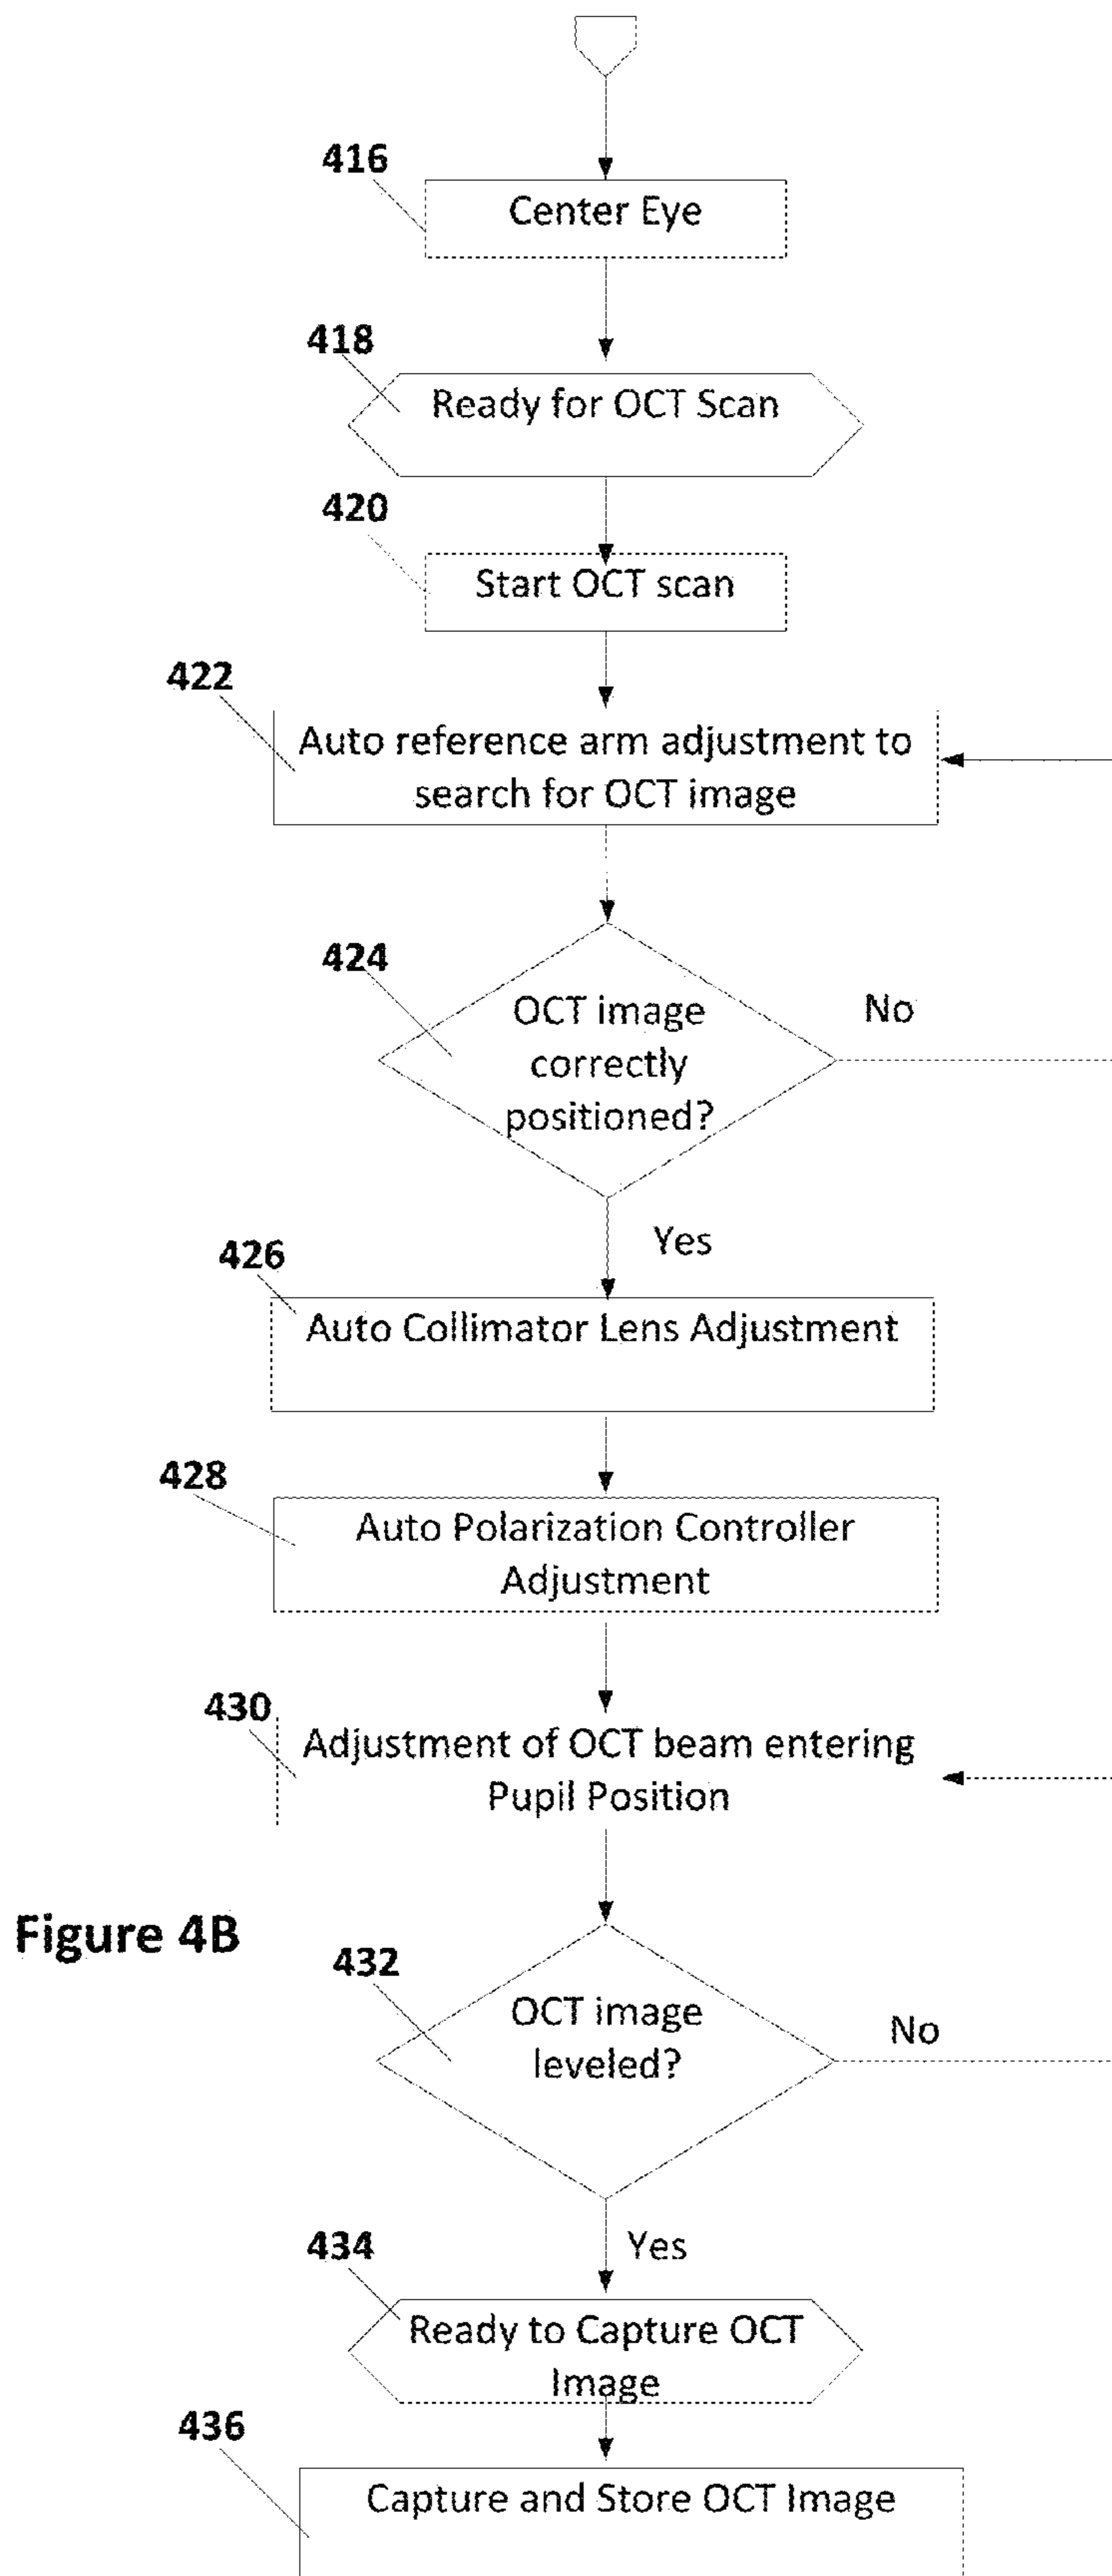 416
Center Eye
418
Ready for OCT Scan
420
Start OCT scan
422
Auto reference arm adjustment to
search for OCT image
424
OCT image
correctly
positioned?
No
Yes
426
Auto Collimator Lens Adjustment
428
Auto Polarization Controller
Adjustment
430
Adjustment of OCT beam entering
Pupil Position
Figure 4B
432
OCT image
leveled?
No
Yes
434
Ready to Capture OCT
Image
436
Capture and Store OCT Image